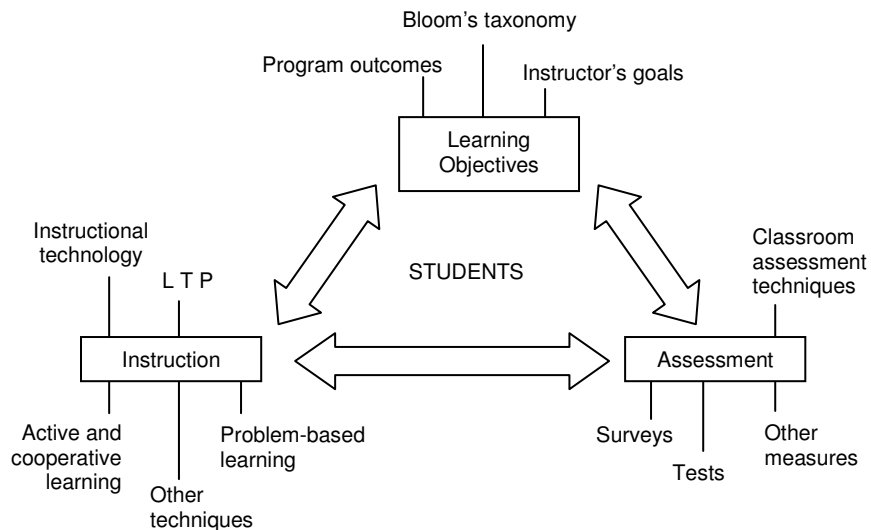 Bloom's taxonomy
Program outcomes
Instructor's goals
Learning
Objectives
Instructional
technology
L T P
STUDENTS
Classroom
assessment
techniques
Instruction
Assessment
Active and
cooperative
learning
Other
techniques
Problem-based
learning
Surveys
Tests
Other
measures